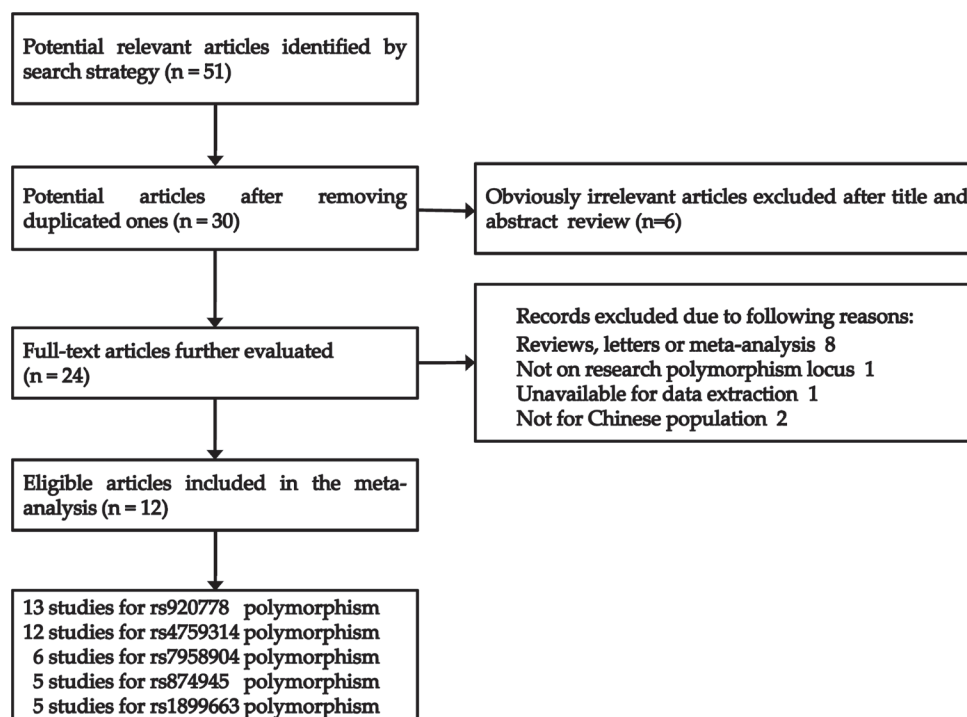 Potential relevant articles identified by
search strategy (n = 51)
Potential articles after removing
duplicated ones (n = 30)
Obviously irrelevant articles excluded after title and
abstract review (n=6)
Full-text articles further evaluated
(n = 24)
Records excluded due to following reasons:
Reviews, letters or meta-analysis 8
Not on research polymorphism locus 1
Unavailable for data extraction 1
Not for Chinese population 2
Eligible articles included in the meta-
analysis (n = 12)
13 studies for rs920778 polymorphism
12 studies for rs4759314 polymorphism
6 studies for rs7958904 polymorphism
5 studies for rs874945 polymorphism
5 studies for rs1899663 polymorphism